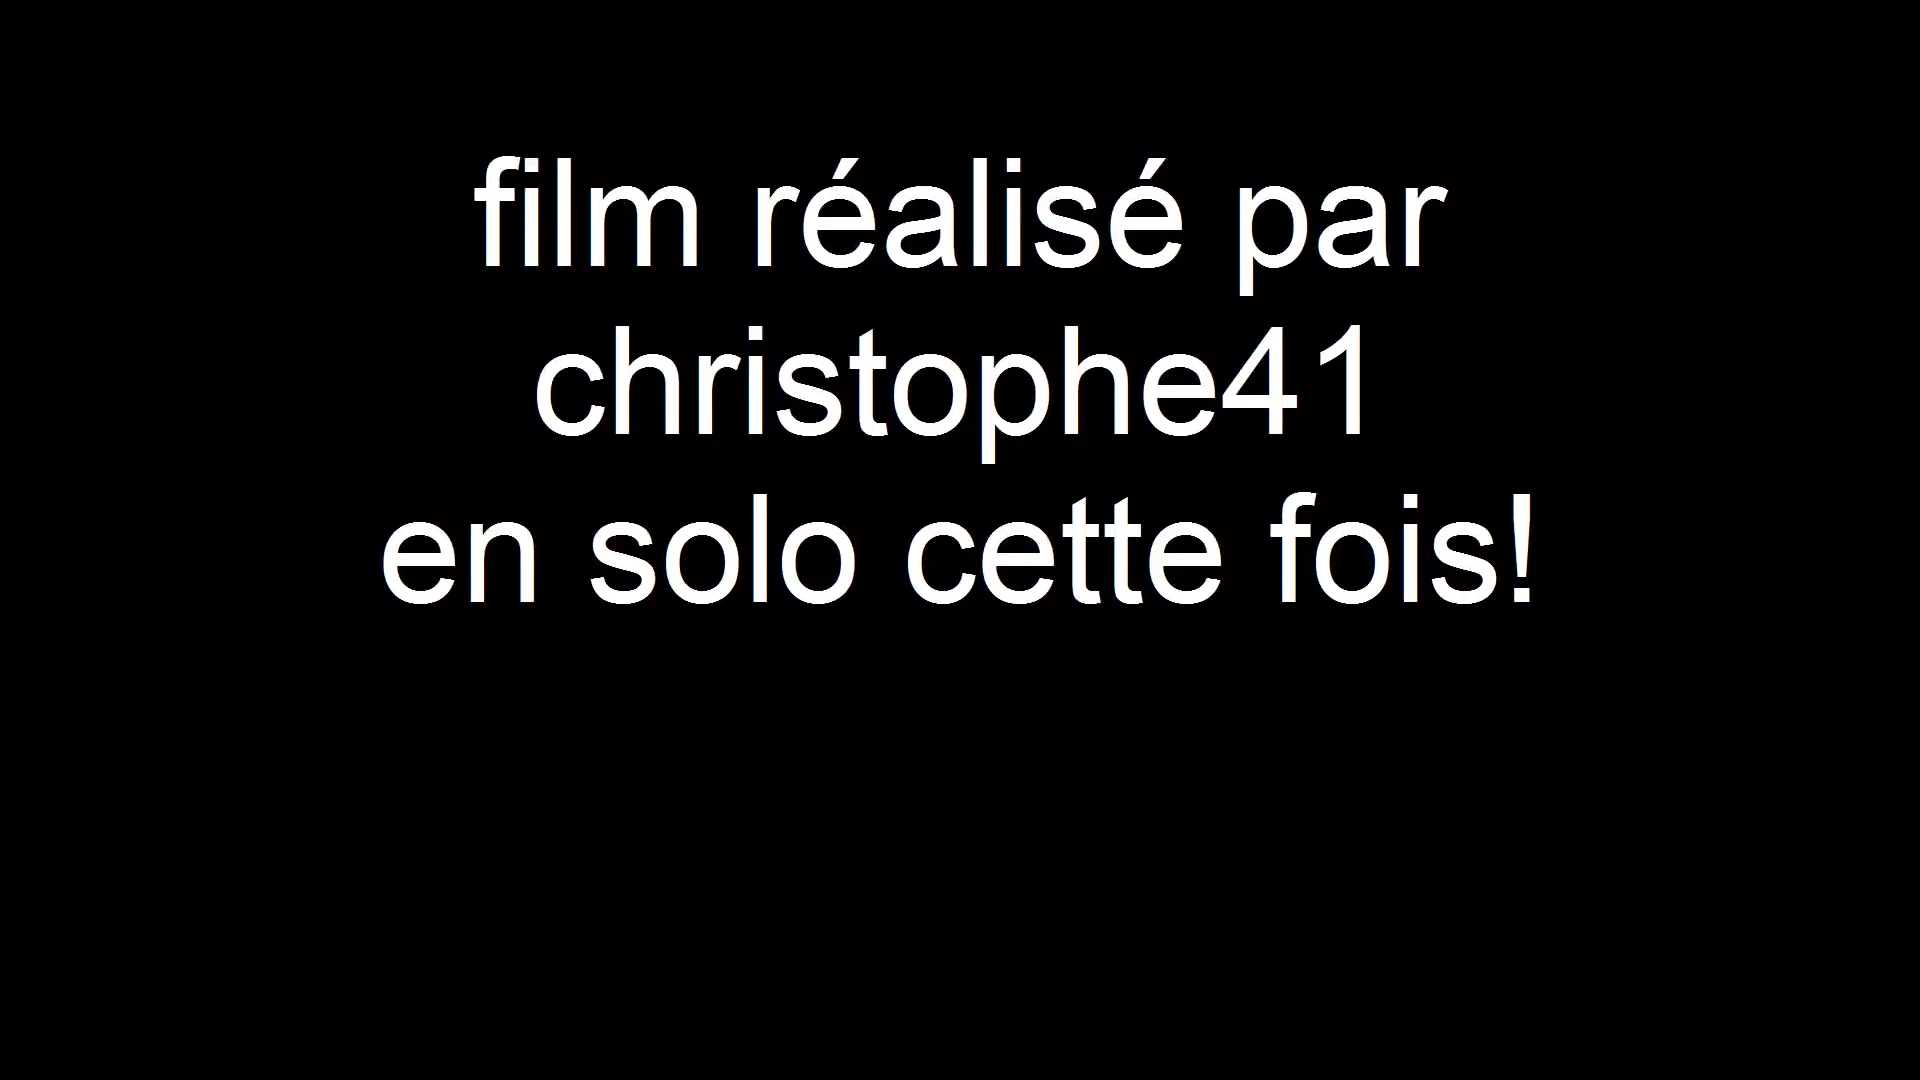 film réalisé par
christophe41
en solo cette fois!